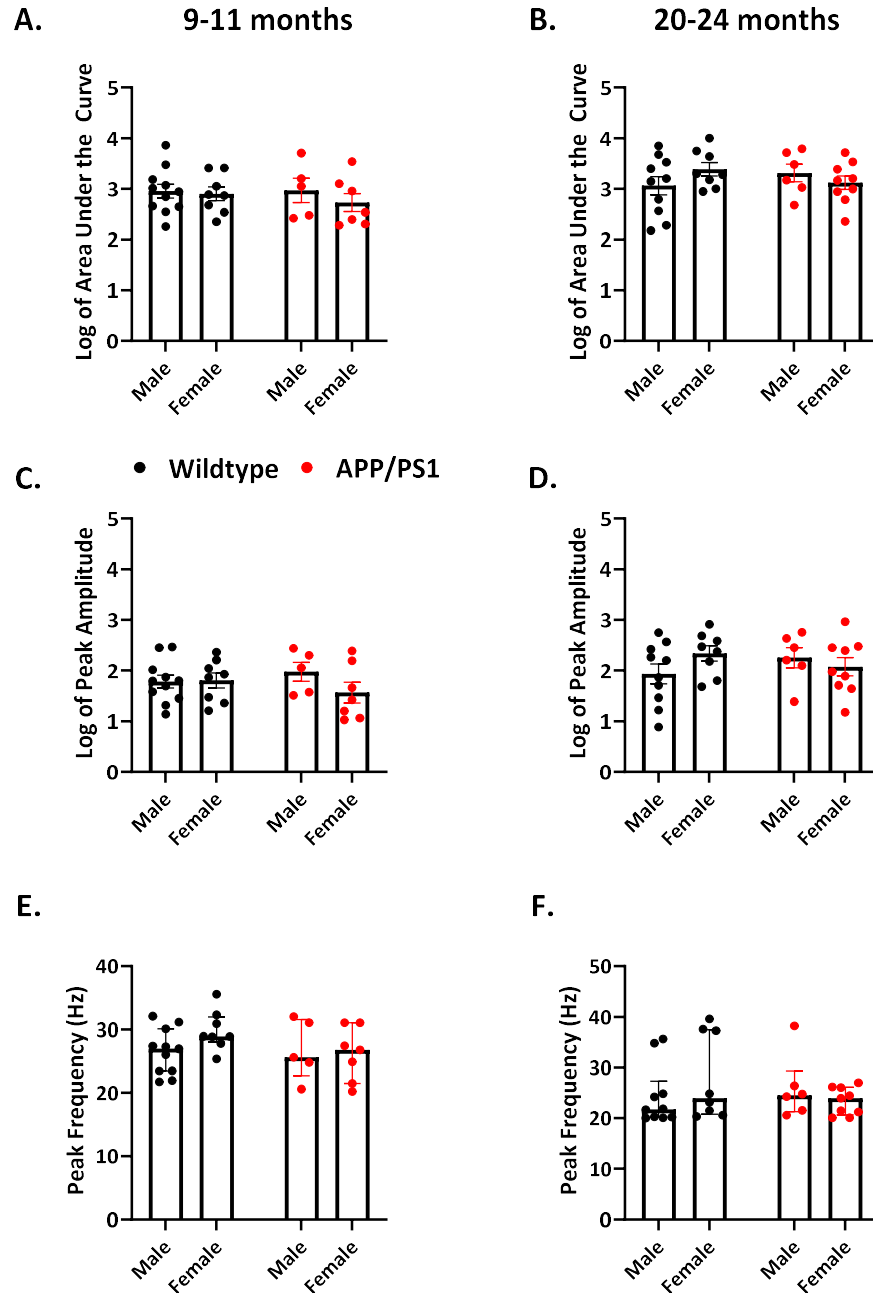 A.
9-11 months
B.
20-24 months
Log of Area Under the Curve
5
4
3
2
1
0
Male
Female
Male
Female
Log of Area Under the Curve
5
4
3
2
1
0
Male
Female
Male
Female
C.
Wildtype
APP/PS1
D.
Log of Peak Amplitude
5
4
3
2
1
0
Male
Female
Male
Female
Log of Peak Amplitude
5
4
3
2
1
0
Male
Female
Male
Female
E.
F.
Peak Frequency (Hz)
40
30
20
10
0
Male
Female
Male
Female
Peak Frequency (Hz)
50
40
30
20
10
0
Male
Female
Male
Female